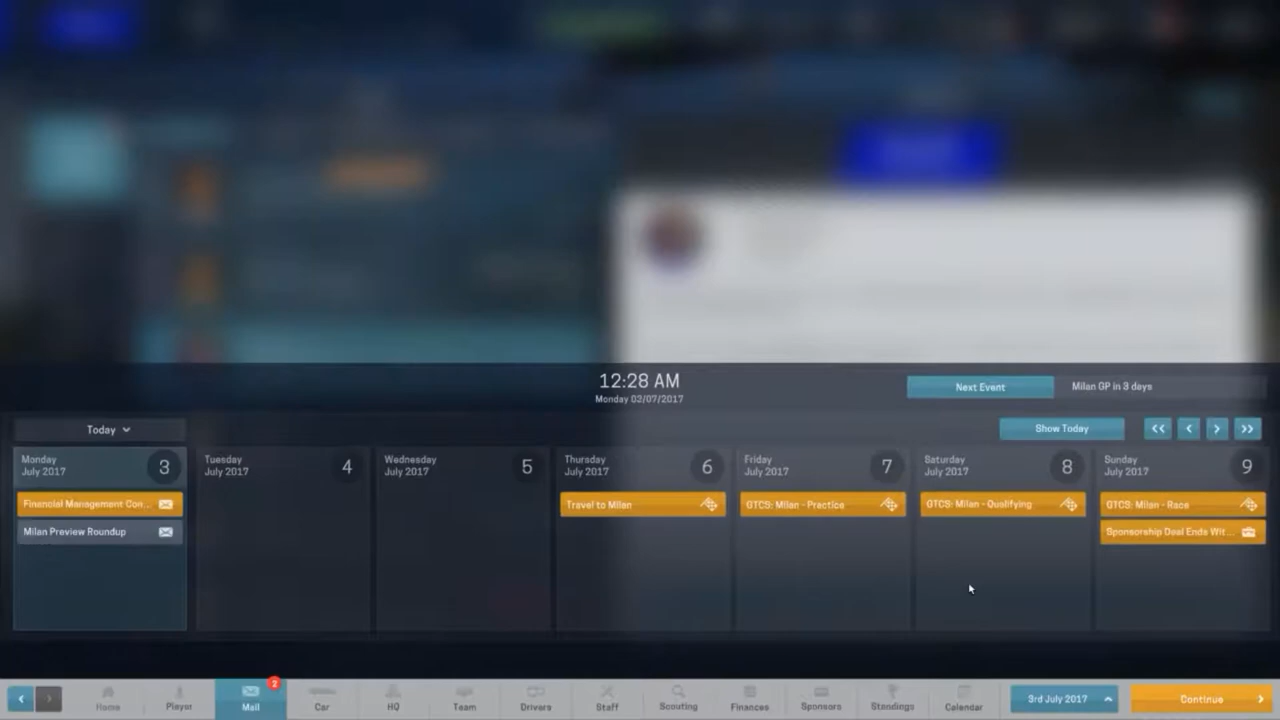 12:28 AM
Monday 02/07/2017
Next Event
Milan GP in 3 days
Today
Show Today
Monday
July 2017
3
Financial Management Con...
Milan Preview Roundup
Tuesday
July 2017
4
Wednesday
July 2017
5
Thursday
July 2017
6
Travel to Milan
Friday
July 2017
7
GTCS: Milan - Practice
Saturday
July 2017
8
GTCS: Milan - Qualifying
Sunday
July 2017
9
GTCS: Milan - Race
Sponsorship Deal Ends Wit...
Home
Player
2
Mail
Car
HQ
Team
Drivers
Staff
Scouting
Finances
Sponsors
Standings
Calendar
3rd July 2017
Continue